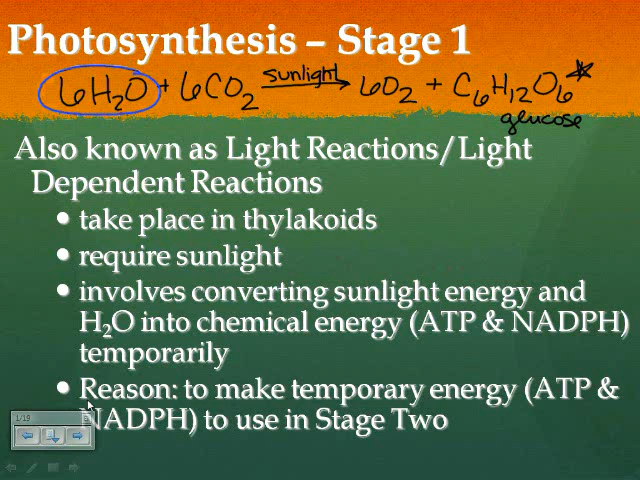 Photosynthesis – Stage 1
6H₂O + 6CO₂ sunlight → 6O₂ + C₆H₁₂O₆ *
glucose
Also known as Light Reactions/Light
Dependent Reactions
• take place in thylakoids
• require sunlight
• involves converting sunlight energy and
H₂O into chemical energy (ATP & NADPH)
temporarily
• Reason: to make temporary energy (ATP &
NADPH) to use in Stage Two
1/19